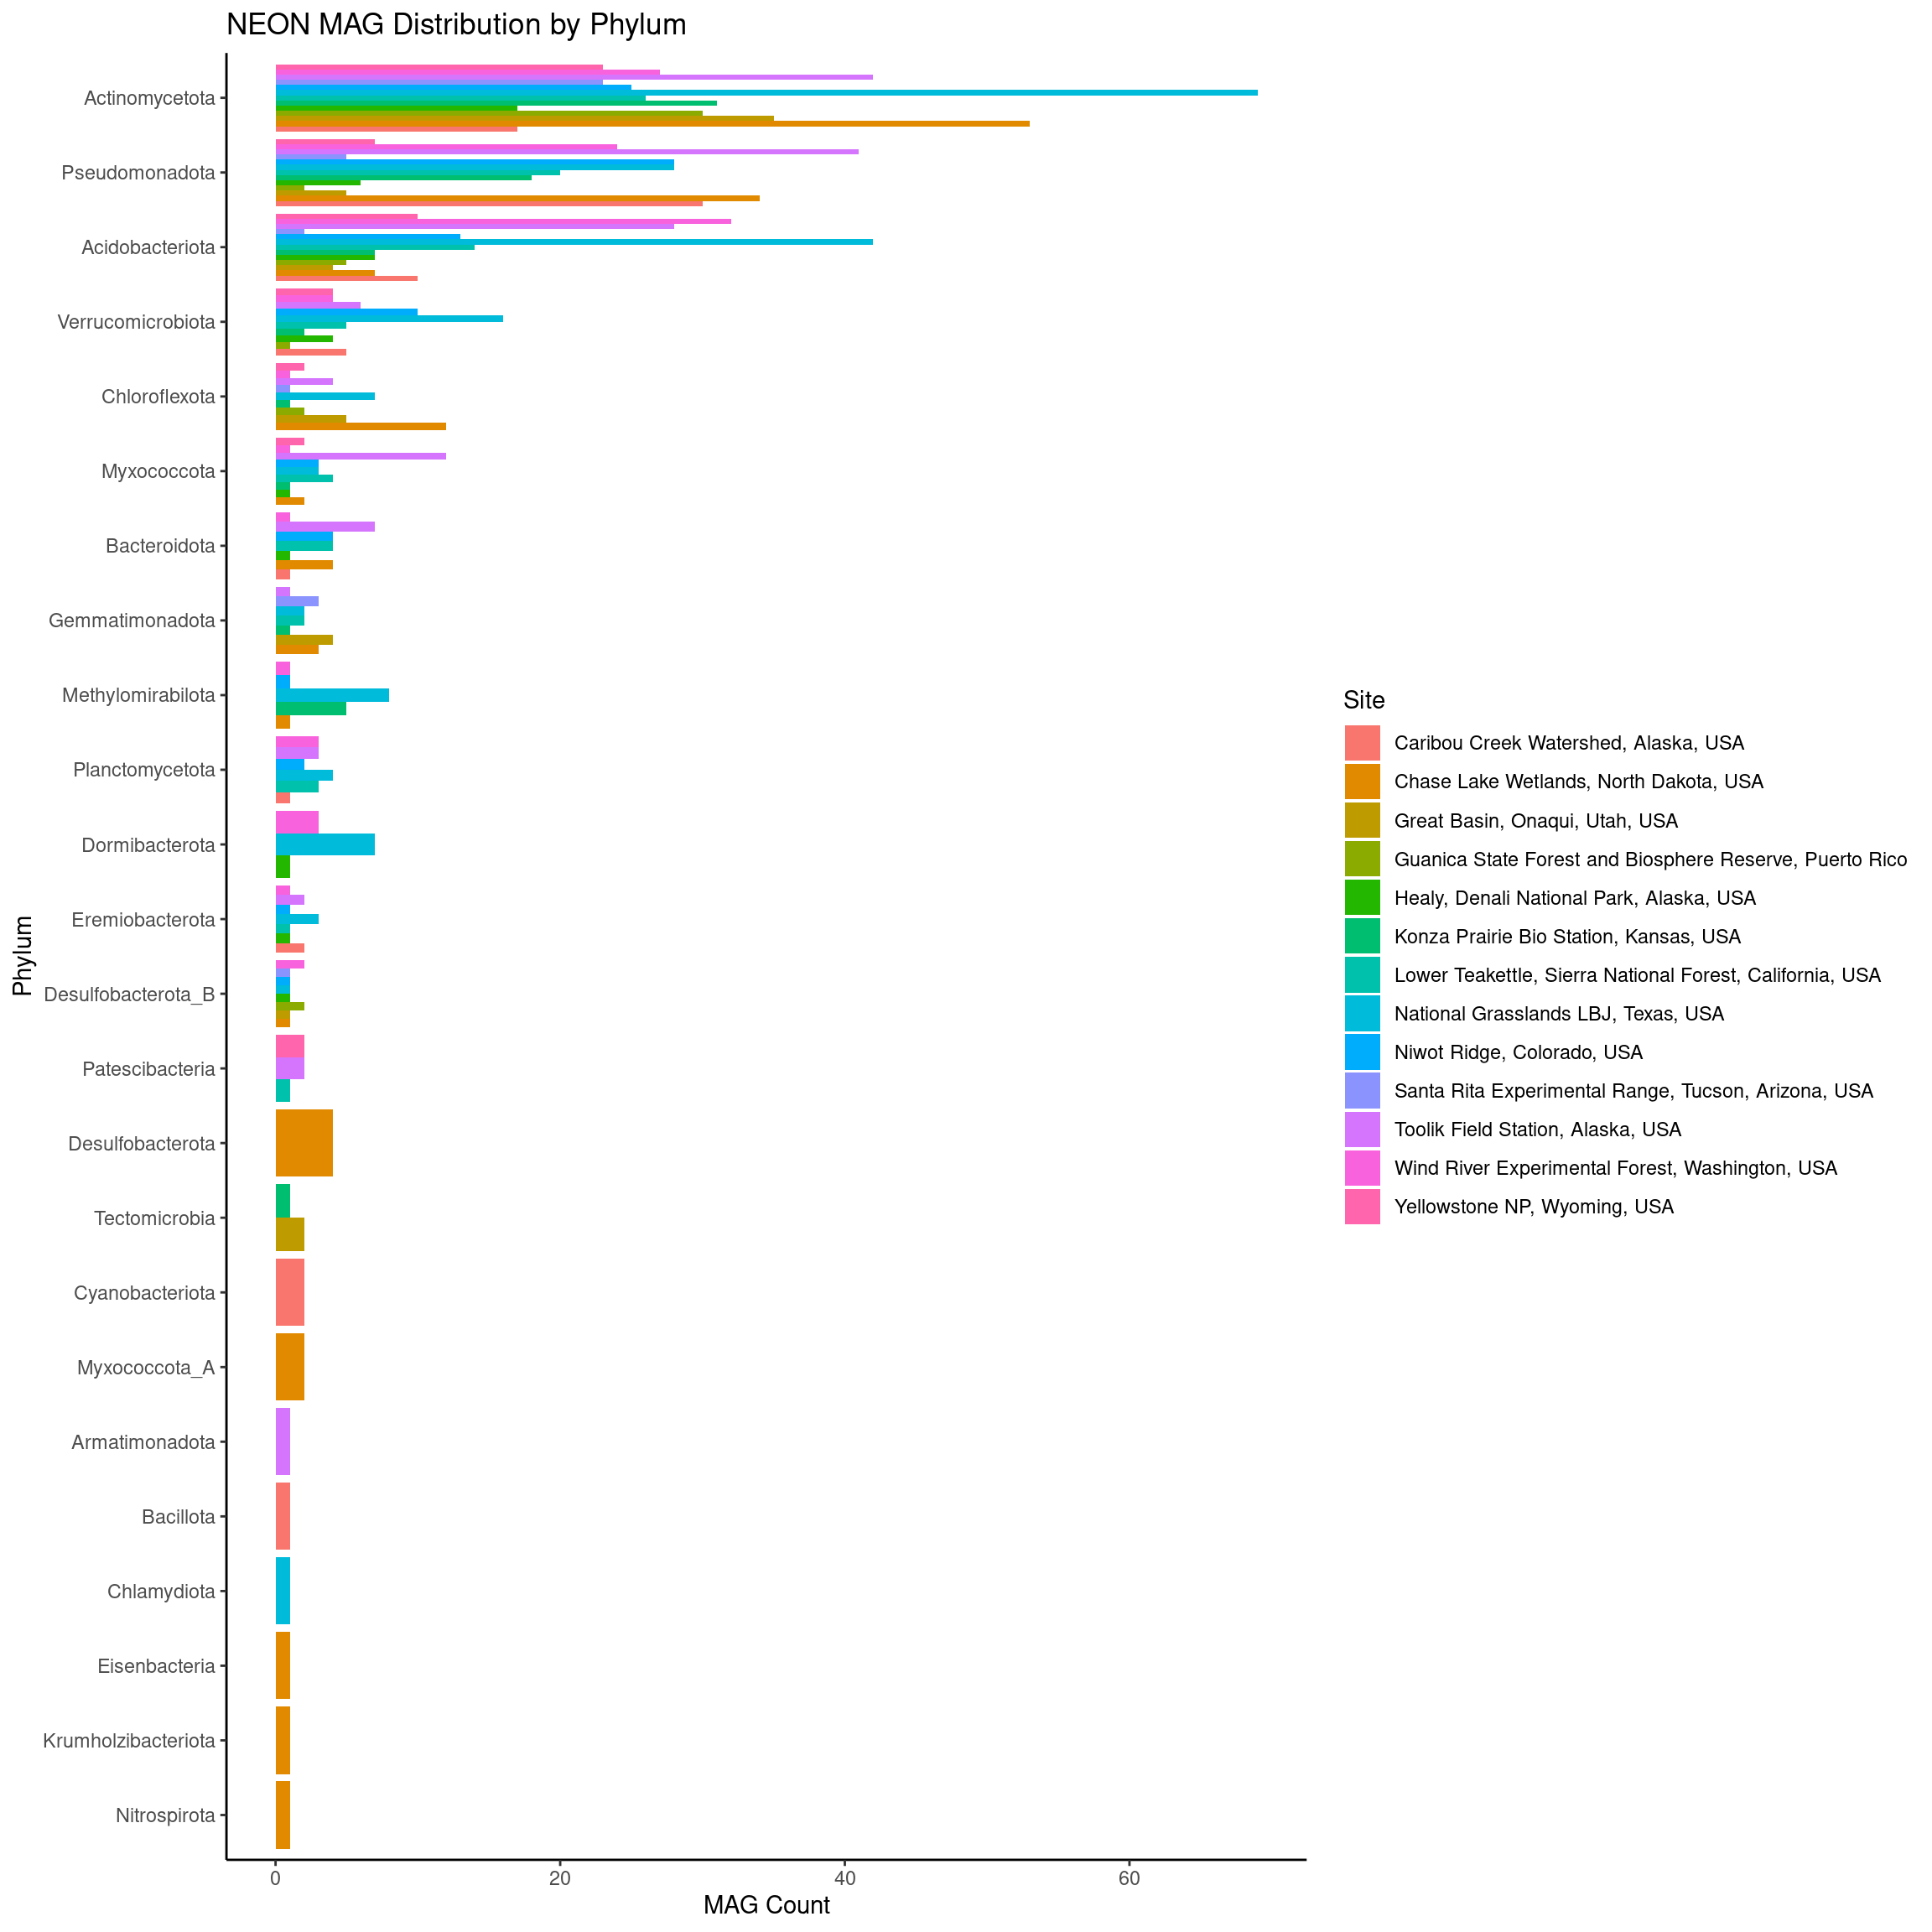 NEON MAG Distribution by Phylum
Phylum
Actinomycetota
Pseudomonadota
Acidobacteriota
Verrucomicrobiota
Chloroflexota
Myxococcota
Bacteroidota
Gemmatimonadota
Methylomirabilota
Planctomycetota
Dormibacterota
Eremiobacterota
Desulfobacterota_B
Patescibacteria
Desulfobacterota
Tectomicrobia
Cyanobacteriota
Myxococcota_A
Armatimonadota
Bacillota
Chlamydiota
Eisenbacteria
Krumholzibacteriota
Nitrospirota
0 20 40 60
MAG Count
Site
Caribou Creek Watershed, Alaska, USA
Chase Lake Wetlands, North Dakota, USA
Great Basin, Onaqui, Utah, USA
Guanica State Forest and Biosphere Reserve, Puerto Rico
Healy, Denali National Park, Alaska, USA
Konza Prairie Bio Station, Kansas, USA
Lower Teakettle, Sierra National Forest, California, USA
National Grasslands LBJ, Texas, USA
Niwot Ridge, Colorado, USA
Santa Rita Experimental Range, Tucson, Arizona, USA
Toolik Field Station, Alaska, USA
Wind River Experimental Forest, Washington, USA
Yellowstone NP, Wyoming, USA